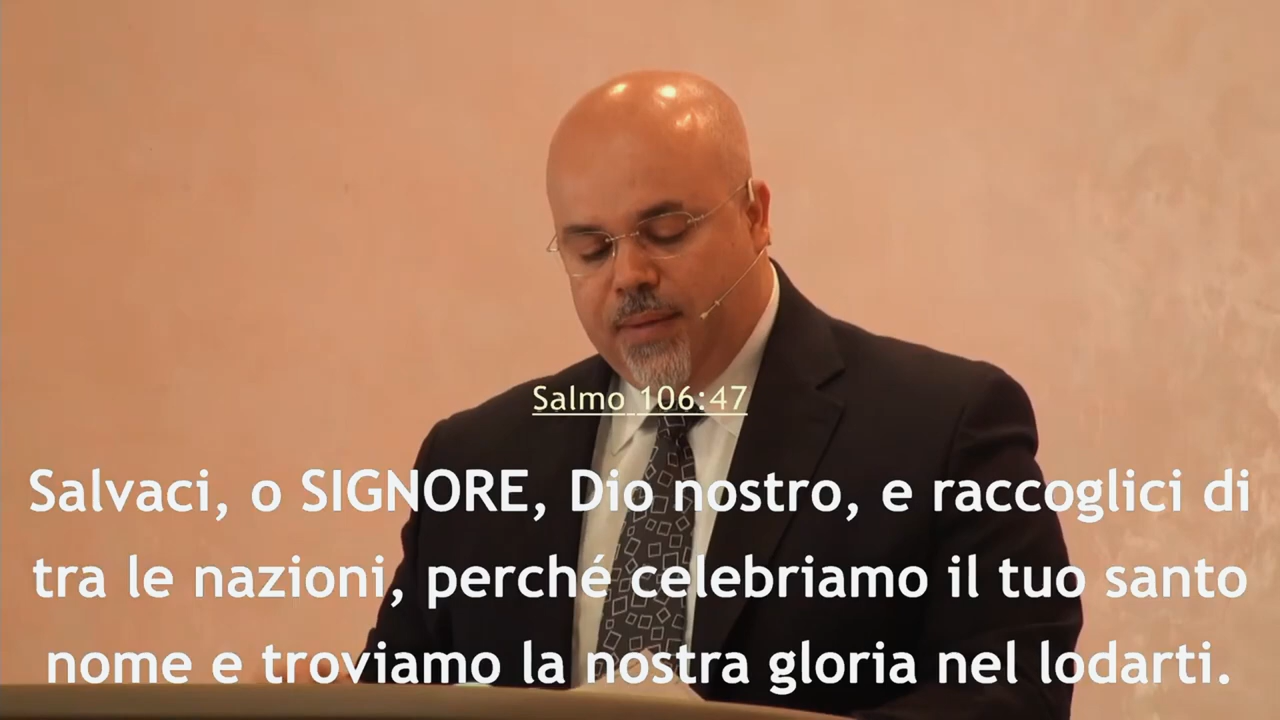 Salmo 106:47
Salvaci, o SIGNORE, Dio nostro, e raccoglici di
tra le nazioni, perché celebriamo il tuo santo
nome e troviamo la nostra gloria nel lodarti.